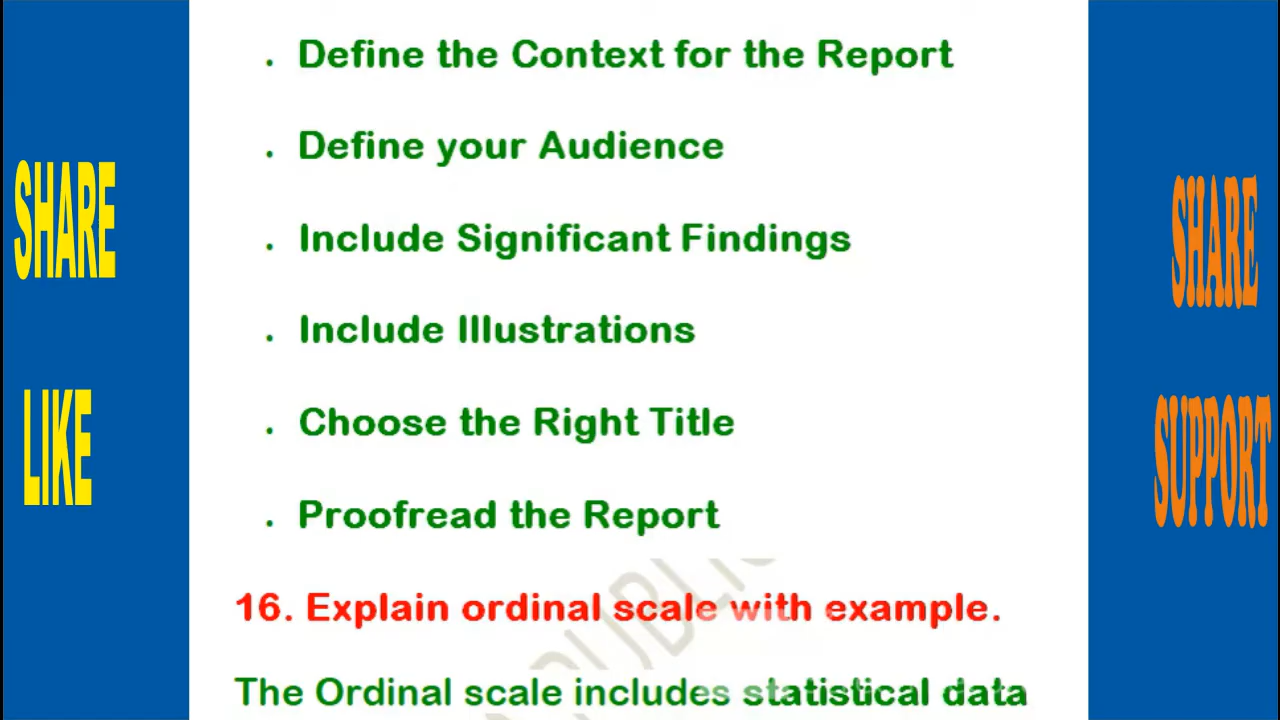 . Define the Context for the Report
. Define your Audience
. Include Significant Findings
. Include Illustrations
. Choose the Right Title
. Proofread the Report
16. Explain ordinal scale with example.
The Ordinal scale includes statistical data
SHARE
LIKE
SHARE
SUPPORT